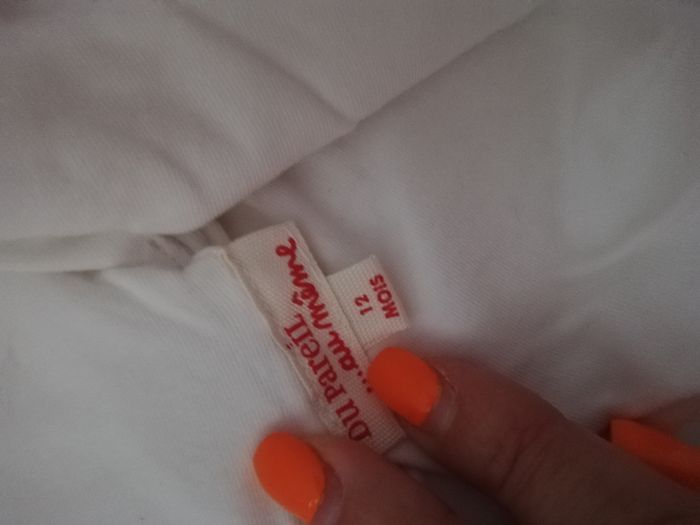 DU PAREIL
...au même
12
MOIS